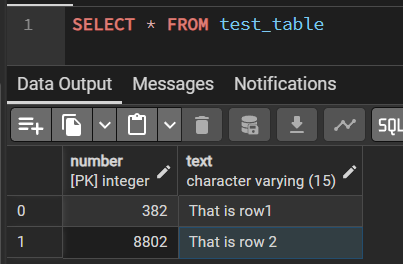 1 SELECT * FROM test_table
Data Output Messages Notifications
SQL
number text
[PK] integer character varying (15)
0 382 That is row1
1 8802 That is row 2